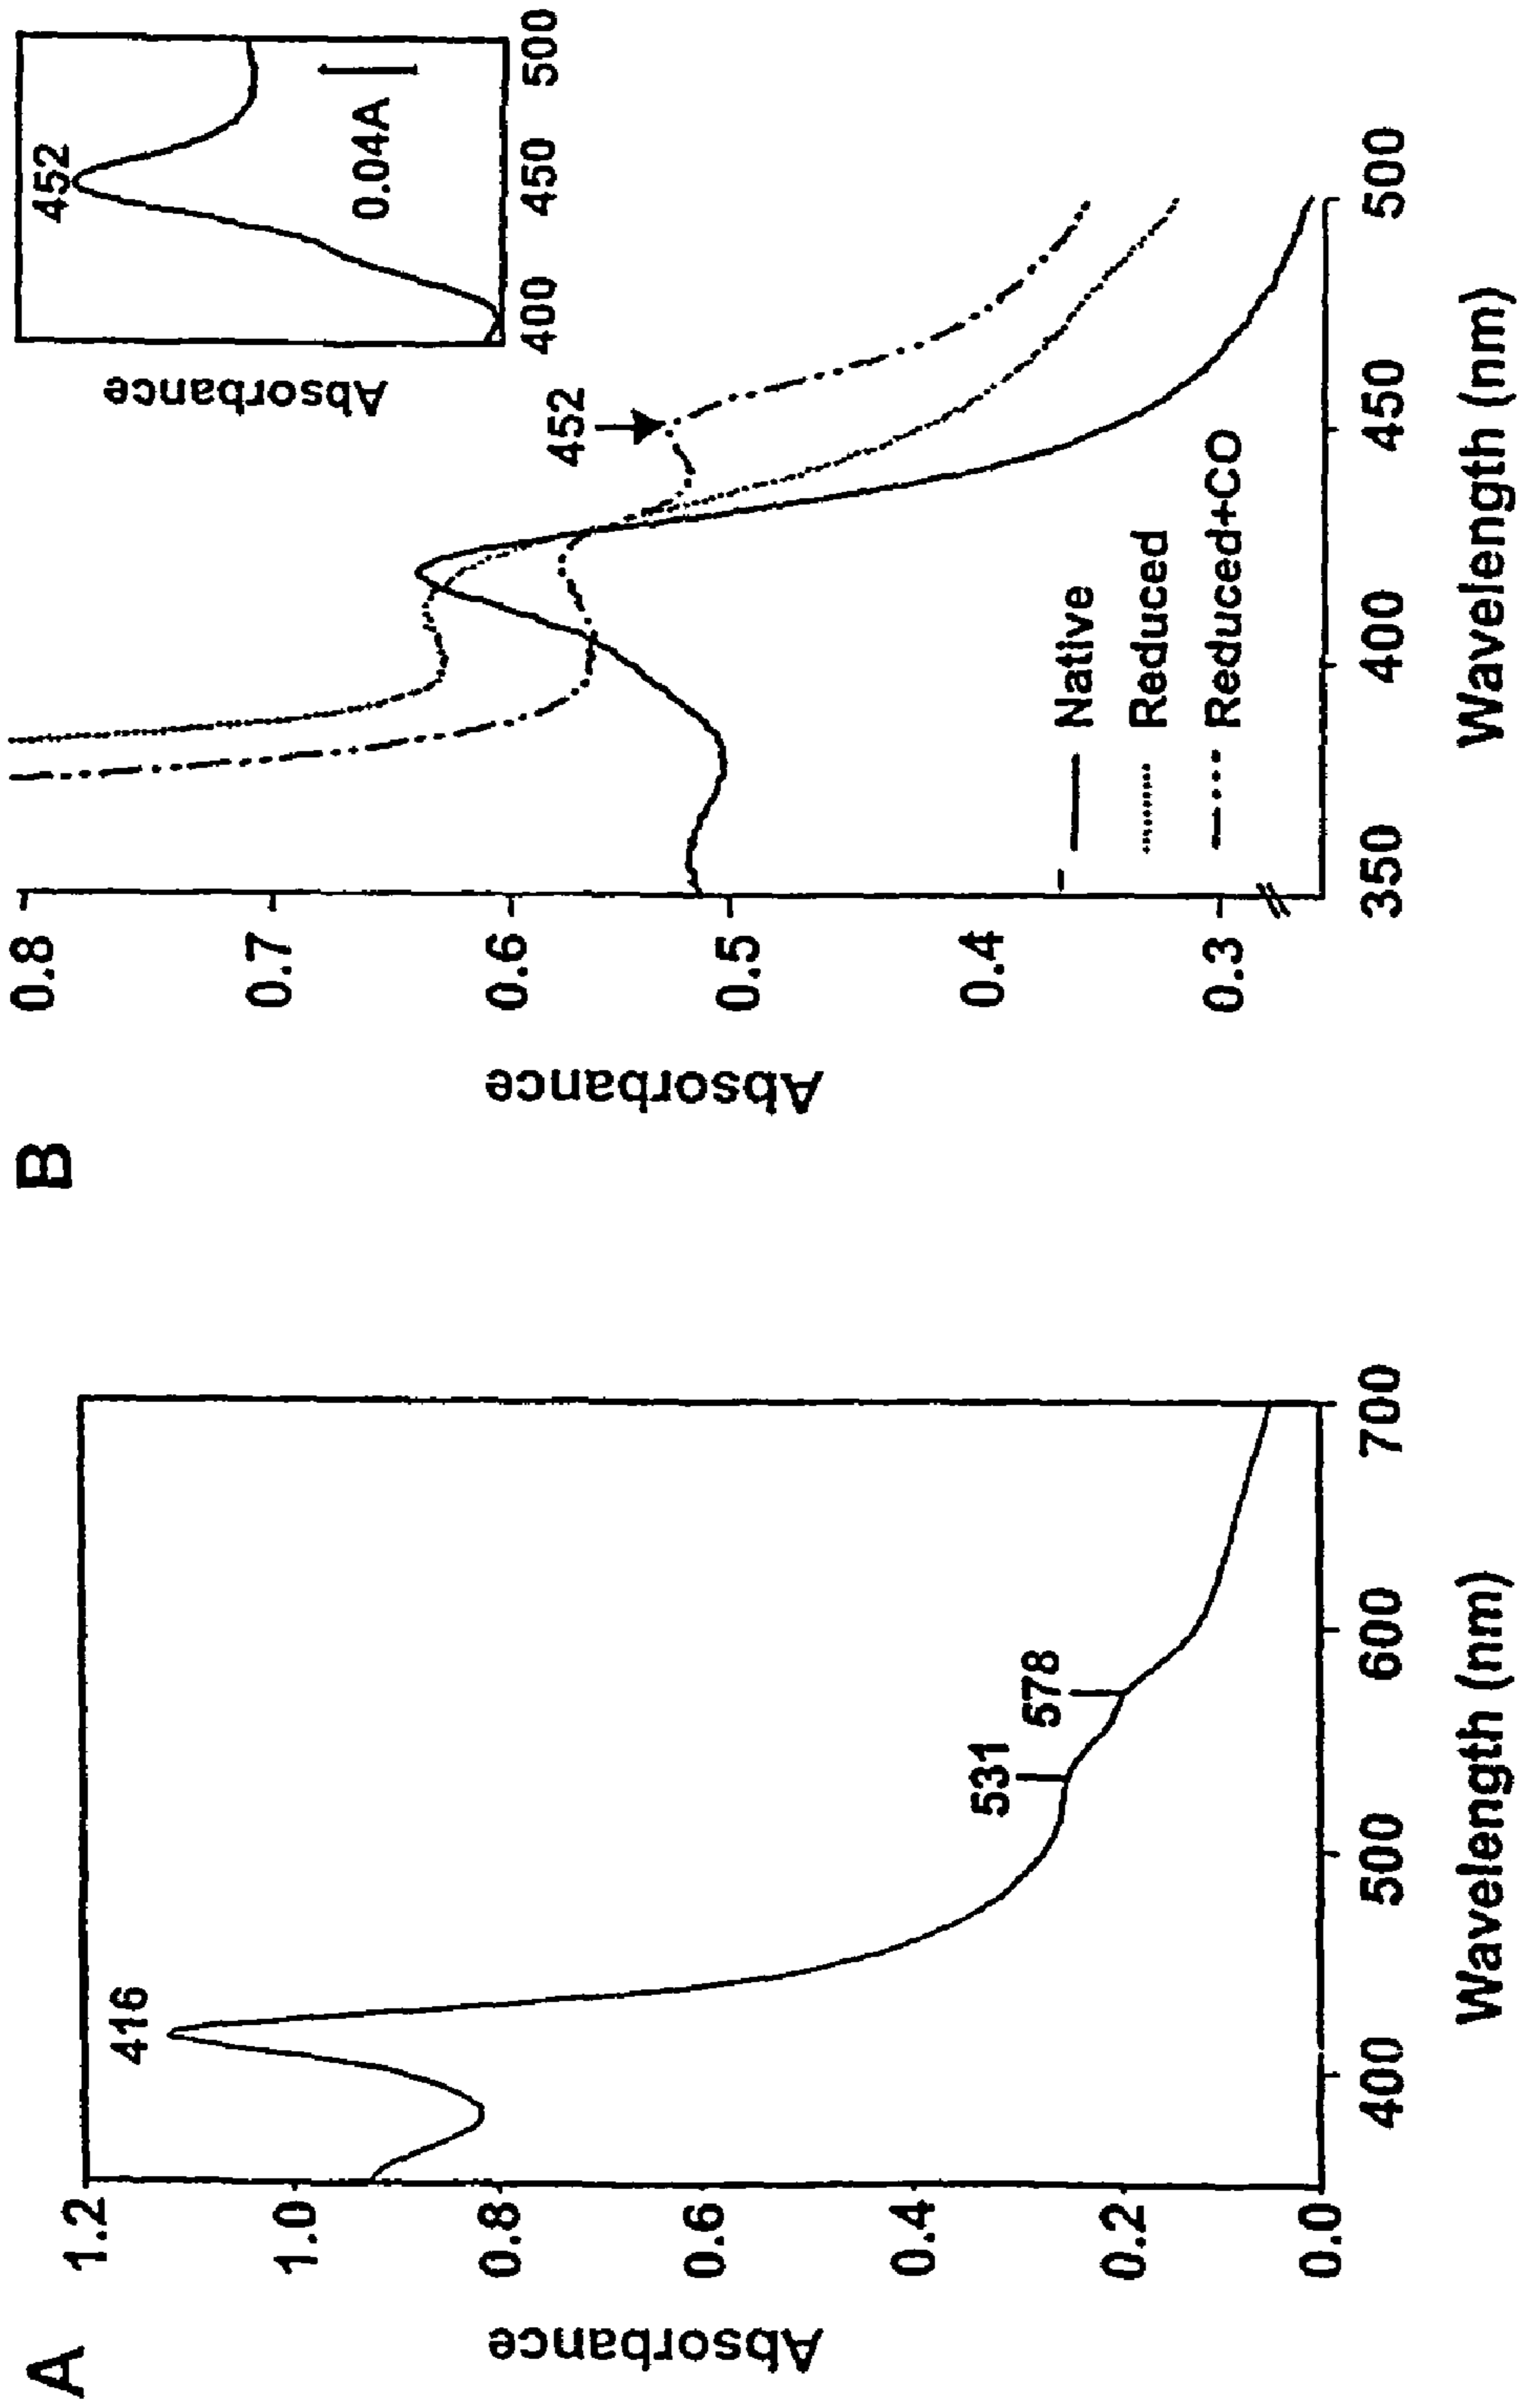 A
Absorbance
1.2
1.0
0.8
0.6
0.4
0.2
0.0
416
531
578
400
500
600
700
Wavelength (nm)
B
Absorbance
0.8
0.7
0.6
0.5
0.4
0.3
452
Native
Reduced
Reduced+CO
350
400
450
500
Wavelength (nm)
Absorbance
452
0.04A
400
450
500